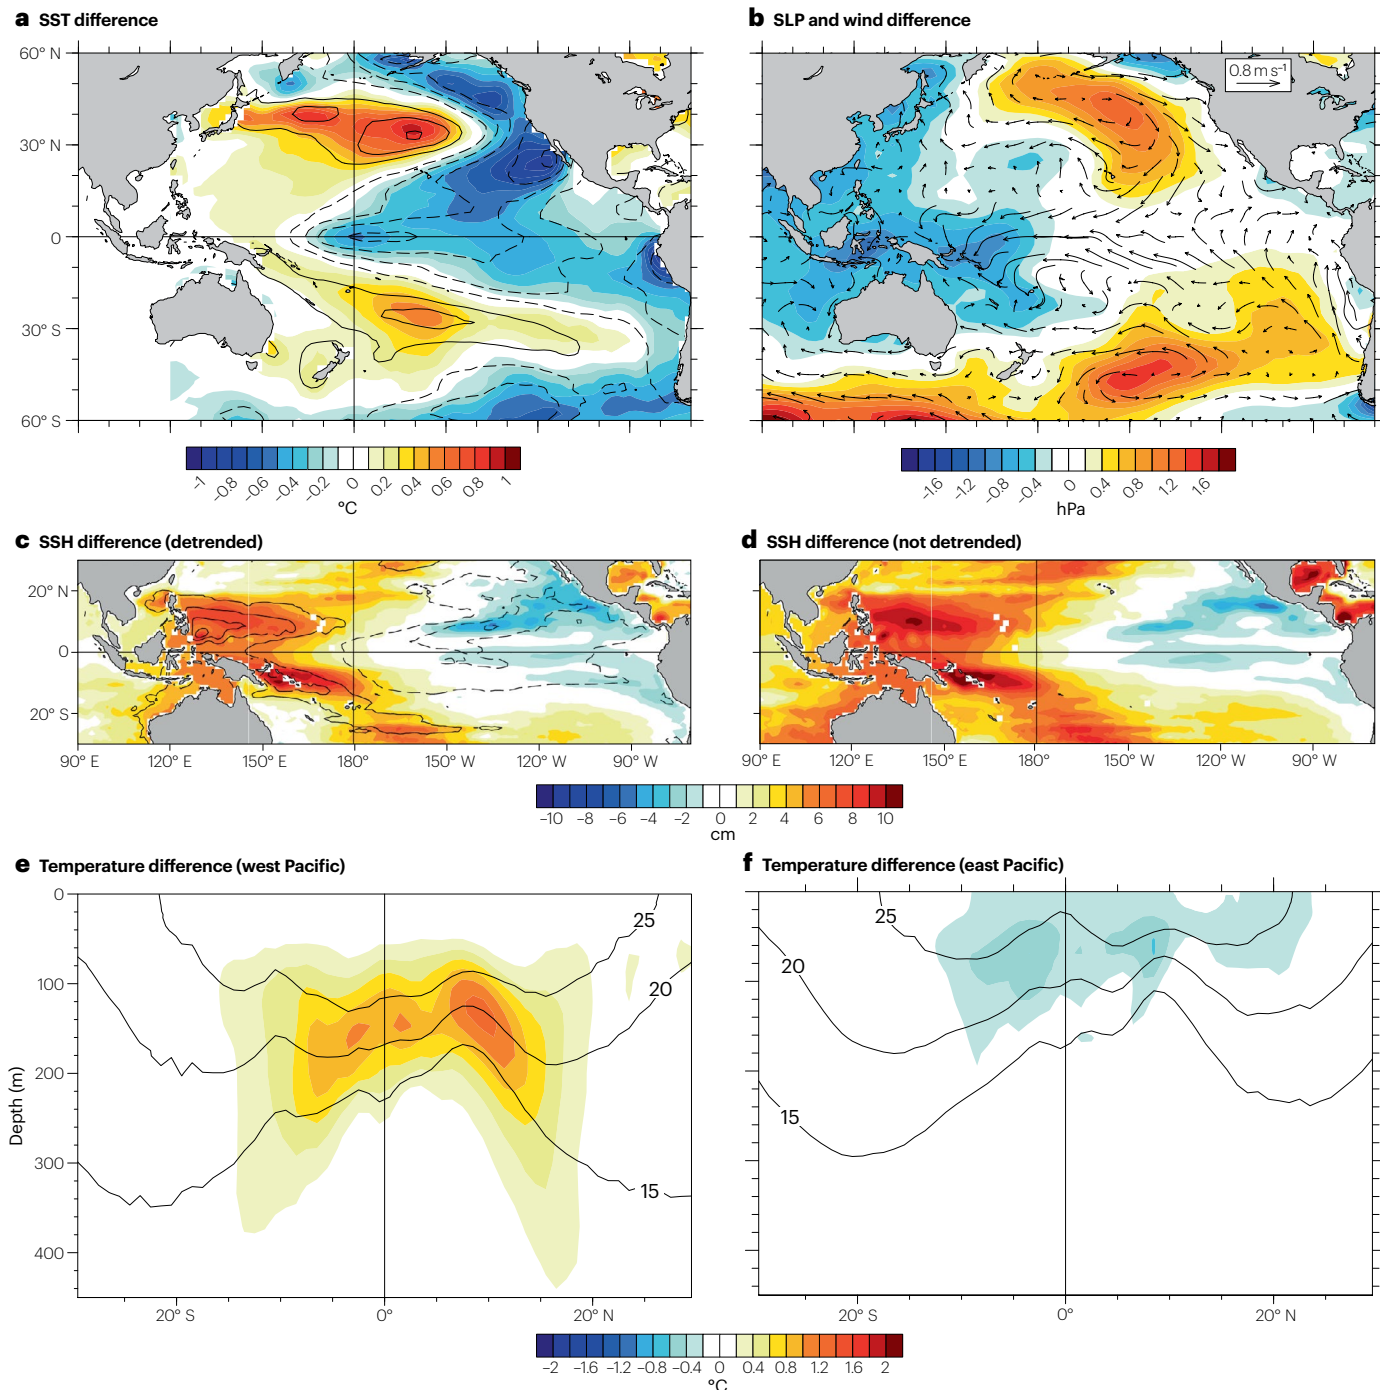 a SST difference
60° N
30° N
0
30° S
60° S
-1 -0.8 -0.6 -0.4 -0.2 0 0.2 0.4 0.6 0.8 1
°C
b SLP and wind difference
0.8 m s⁻¹
-1.6 -1.2 -0.8 -0.4 0 0.4 0.8 1.2 1.6
hPa
c SSH difference (detrended)
20° N
0
20° S
90° E 120° E 150° E 180° 150° W 120° W 90° W
d SSH difference (not detrended)
90° E 120° E 150° E 180° 150° W 120° W 90° W
-10 -8 -6 -4 -2 0 2 4 6 8 10
cm
e Temperature difference (west Pacific)
Depth (m)
0
100
200
300
400
25
20
15
20° S 0° 20° N
f Temperature difference (east Pacific)
25
20
15
20° S 0° 20° N
-2 -1.6 -1.2 -0.8 -0.4 0 0.4 0.8 1.2 1.6 2
°C